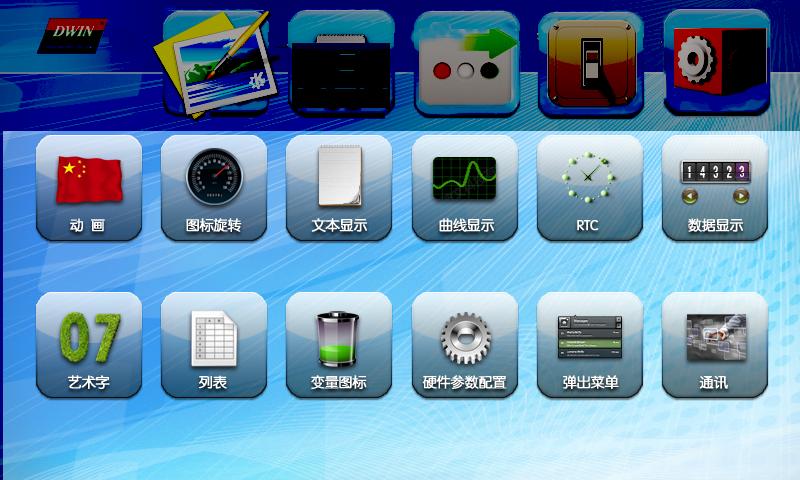 DWIN
动 画
图标旋转
文本显示
曲线显示
RTC
14323
数据显示
07
艺术字
列表
变量图标
硬件参数配置
弹出菜单
通讯